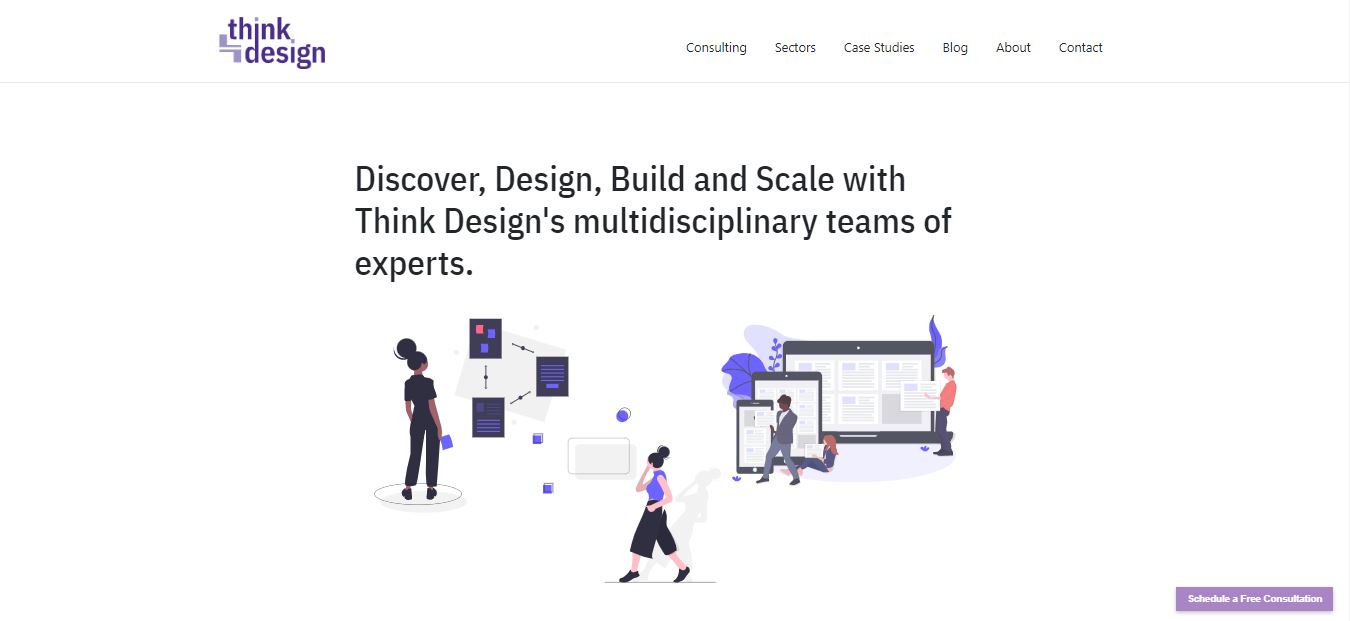 think
design
Consulting Sectors Case Studies Blog About Contact
Discover, Design, Build and Scale with
Think Design's multidisciplinary teams of
experts.
Schedule a Free Consultation